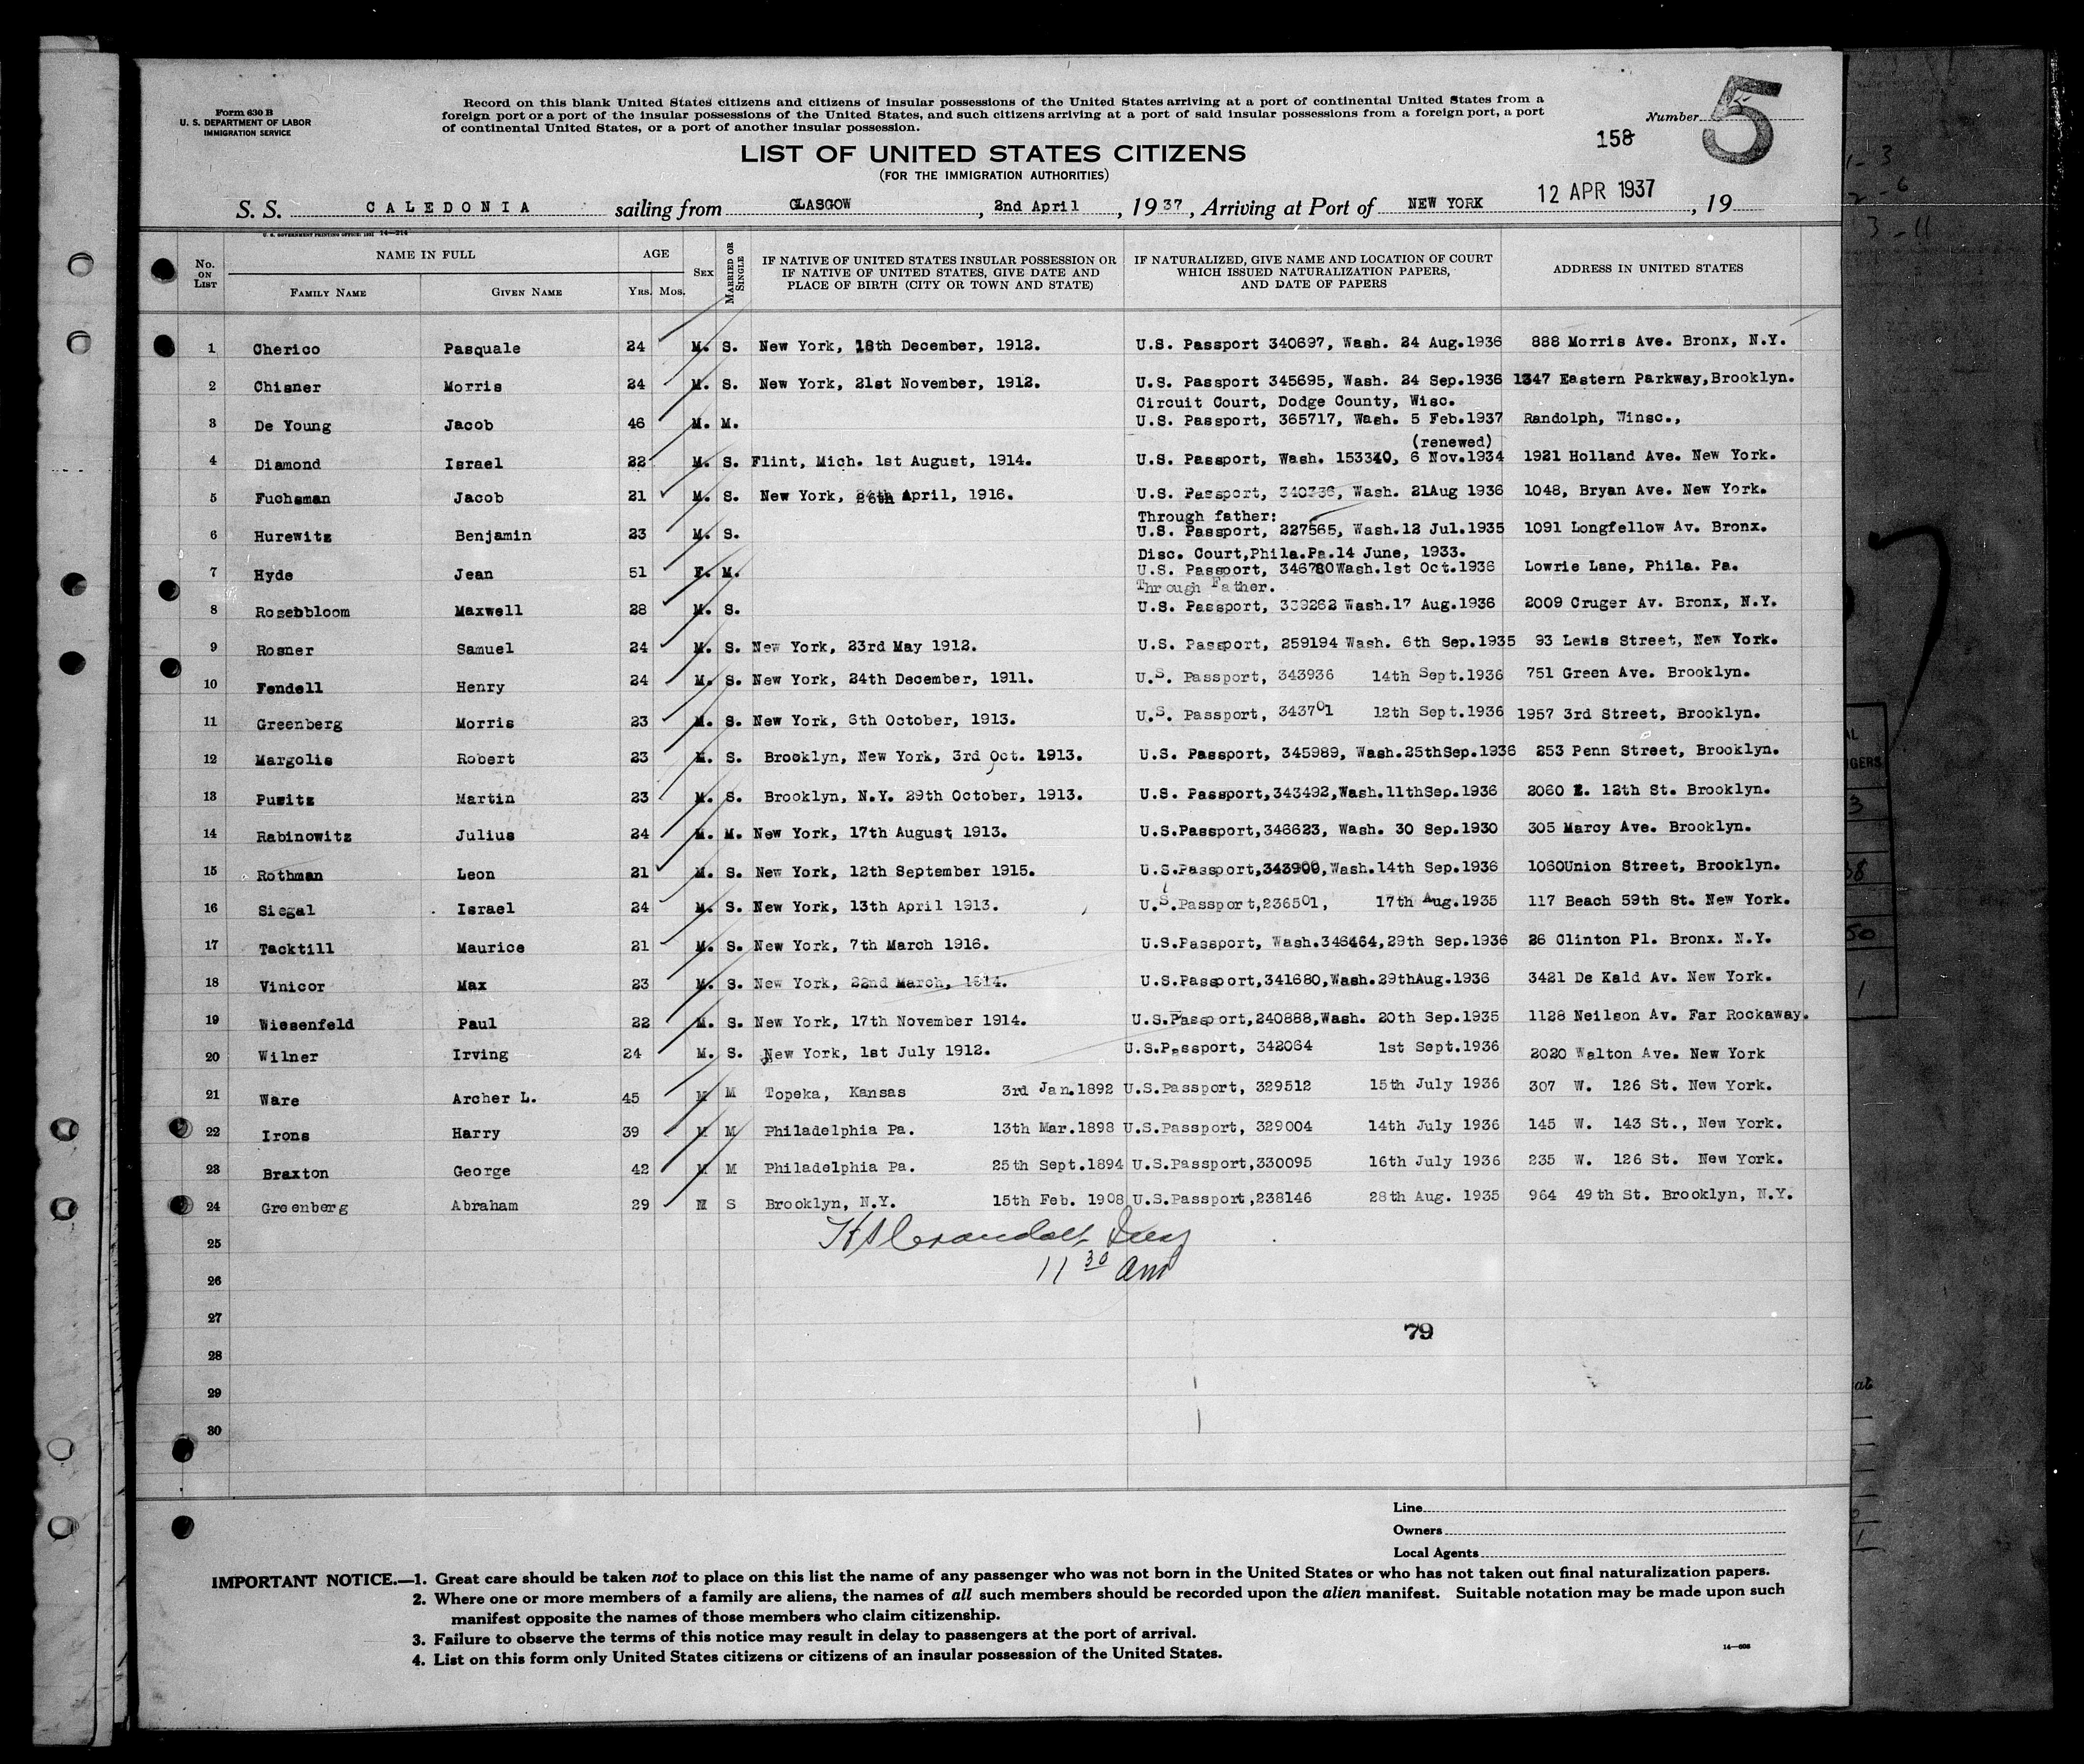 Form 630 B
U. S. DEPARTMENT OF LABOR
IMMIGRATION SERVICE
Record on this blank United States citizens and citizens of insular possessions of the United States arriving at a port of continental United States from a
foreign port or a port of the insular possessions of the United States, and such citizens arriving at a port of said insular possessions from a foreign port, a port
of continental United States, or a port of another insular possession.
Number 5
158
LIST OF UNITED STATES CITIZENS
(FOR THE IMMIGRATION AUTHORITIES)
S. S. CALEDONIA sailing from GLASGOW, 2nd April, 1937, Arriving at Port of NEW YORK 12 APR 1937, 19
U. S. GOVERNMENT PRINTING OFFICE: 1931 14—214
No. ON LIST NAME IN FULL AGE SEX MARRIED OR SINGLE IF NATIVE OF UNITED STATES INSULAR POSSESSION OR IF NATIVE OF UNITED STATES, GIVE DATE AND PLACE OF BIRTH (CITY OR TOWN AND STATE) IF NATURALIZED, GIVE NAME AND LOCATION OF COURT WHICH ISSUED NATURALIZATION PAPERS, AND DATE OF PAPERS ADDRESS IN UNITED STATES
FAMILY NAME GIVEN NAME YRS. MOS.
1 Cherico Pasquale 24 M. S. New York, 18th December, 1912. U.S. Passport 340697, Wash. 24 Aug.1936 888 Morris Ave. Bronx, N.Y.
2 Chisner Morris 24 M. S. New York, 21st November, 1912. U.S. Passport 345695, Wash. 24 Sep.1936 1347 Eastern Parkway,Brooklyn.
Circuit Court, Dodge County, Wisc.
3 De Young Jacob 46 M. M. U.S. Passport, 365717, Wash. 5 Feb.1937 Randolph, Winsc.,
(renewed)
4 Diamond Israel 22 M. S. Flint, Mich. 1st August, 1914. U.S. Passport, Wash. 153340, 6 Nov.1934 1921 Holland Ave. New York.
5 Fuchsman Jacob 21 M. S. New York, 26th April, 1916. U.S. Passport, 340736, Wash. 21Aug 1936 1048, Bryan Ave. New York.
Through father:
6 Hurewitz Benjamin 23 M. S. U.S. Passport, 227565, Wash.12 Jul.1935 1091 Longfellow Av. Bronx.
Disc. Court,Phila.Pa.14 June, 1933.
7 Hyde Jean 51 F. M. U.S. Passport, 346780Wash.1st Oct.1936 Lowrie Lane, Phila. Pa.
Through Father.
8 Rosebbloom Maxwell 28 M. S. U.S. Passport, 339262 Wash.17 Aug.1936 2009 Cruger Av. Bronx, N.Y.
9 Rosner Samuel 24 M. S. New York, 23rd May 1912. U.S. Passport, 259194 Wash. 6th Sep.1935 93 Lewis Street, New York.
10 Fendell Henry 24 M. S. New York, 24th December, 1911. U.S. Passport, 343936 14th Sept.1936 751 Green Ave. Brooklyn.
11 Greenberg Morris 23 M. S. New York, 6th October, 1913. U.S. Passport, 343701 12th Sept.1936 1957 3rd Street, Brooklyn.
12 Margolis Robert 23 M. S. Brooklyn, New York, 3rd Oct. 1913. U.S. Passport, 345989, Wash.25thSep.1936 253 Penn Street, Brooklyn.
13 Puwitz Martin 23 M. S. Brooklyn, N.Y. 29th October, 1913. U.S. Passport,343492,Wash.11thSep.1936 2060 E. 12th St. Brooklyn.
14 Rabinowitz Julius 24 M. M. New York, 17th August 1913. U.S.Passport,346623, Wash. 30 Sep.1930 305 Marcy Ave. Brooklyn.
15 Rothman Leon 21 M. S. New York, 12th September 1915. U.S.Passport,343900,Wash.14th Sep.1936 1060Union Street, Brooklyn.
16 Siegal Israel 24 M. S. New York, 13th April 1913. U.S.Passport,236501, 17th Aug.1935 117 Beach 59th St. New York.
17 Tacktill Maurice 21 M. S. New York, 7th March 1916. U.S.Passport, Wash.346464,29th Sep.1936 26 Clinton Pl. Bronx. N.Y.
18 Vinicor Max 23 M. S. New York, 22nd March, 1914. U.S.Passport,341680,Wash.29thAug.1936 3421 De Kald Av. New York.
19 Wiesenfeld Paul 22 M. S. New York, 17th November 1914. U.S.Passport,240888,Wash. 20th Sep.1935 1128 Neilson Av. Far Rockaway.
20 Wilner Irving 24 M. S. New York, 1st July 1912. U.S.Passport, 342064 1st Sept.1936 2020 Walton Ave. New York
21 Ware Archer L. 45 M M Topeka, Kansas 3rd Jan.1892 U.S.Passport, 329512 15th July 1936 307 W. 126 St. New York.
22 Irons Harry 39 M M Philadelphia Pa. 13th Mar.1898 U.S.Passport, 329004 14th July 1936 145 W. 143 St., New York.
23 Braxton George 42 M M Philadelphia Pa. 25th Sept.1894 U.S.Passport,330095 16th July 1936 235 W. 126 St. New York.
24 Greenberg Abraham 29 M S Brooklyn, N.Y. 15th Feb. 1908 U.S.Passport,238146 28th Aug. 1935 964 49th St. Brooklyn, N.Y.
25
26 11 30 am
27
79
28
29
30
Line
Owners
Local Agents
IMPORTANT NOTICE.—1. Great care should be taken not to place on this list the name of any passenger who was not born in the United States or who has not taken out final naturalization papers.
2. Where one or more members of a family are aliens, the names of all such members should be recorded upon the alien manifest. Suitable notation may be made upon such
manifest opposite the names of those members who claim citizenship.
3. Failure to observe the terms of this notice may result in delay to passengers at the port of arrival.
4. List on this form only United States citizens or citizens of an insular possession of the United States.
14—608